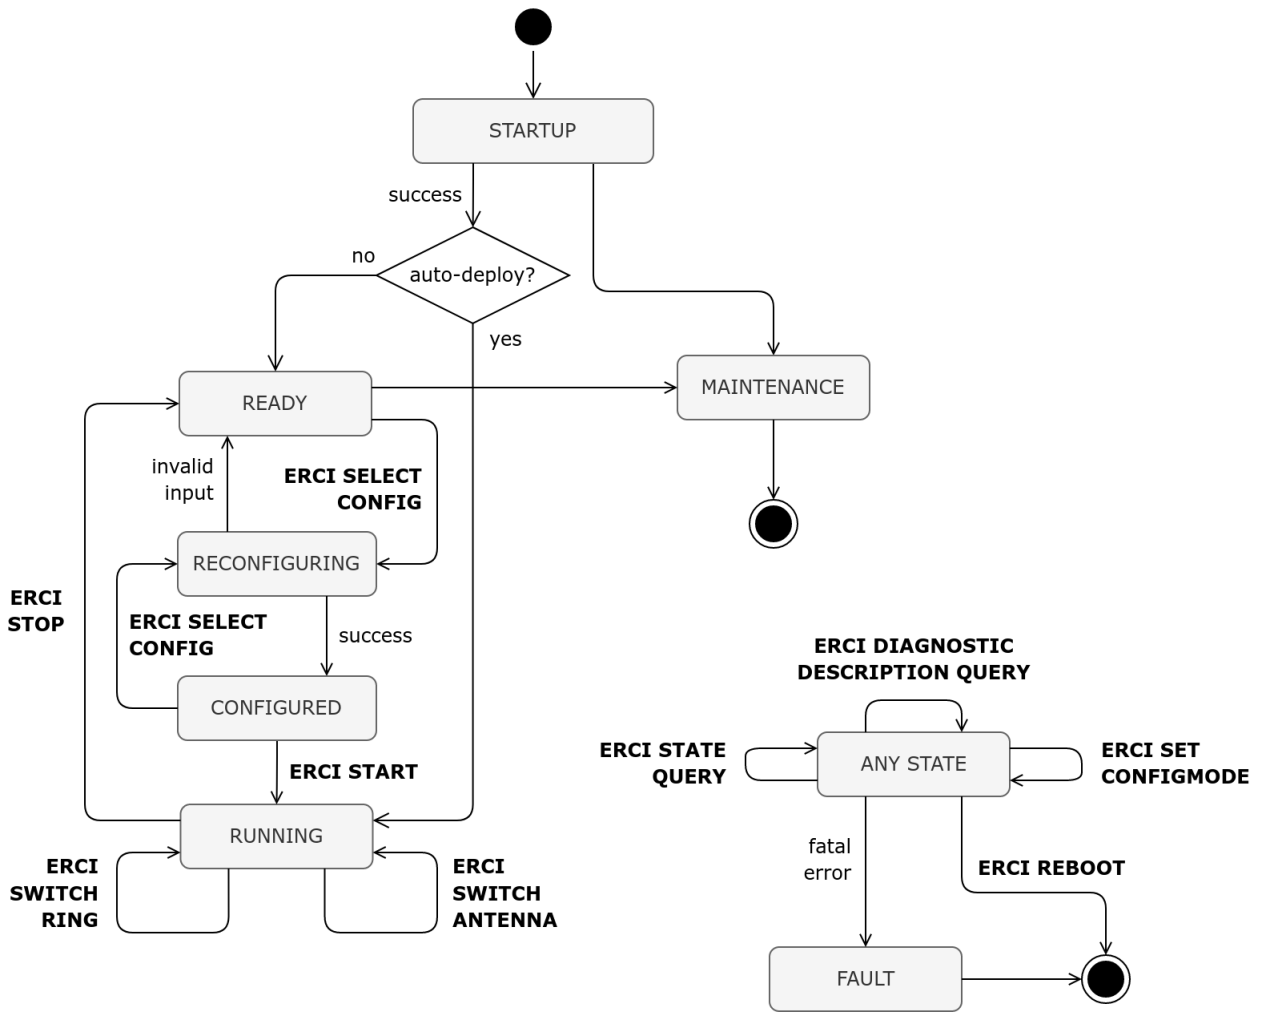 STARTUP
success
no
auto-deploy?
yes
READY
MAINTENANCE
invalid
input
ERCI SELECT
CONFIG
RECONFIGURING
ERCI
STOP
ERCI SELECT
CONFIG
success
CONFIGURED
ERCI START
RUNNING
ERCI
SWITCH
RING
ERCI
SWITCH
ANTENNA
ERCI DIAGNOSTIC
DESCRIPTION QUERY
ERCI STATE
QUERY
ANY STATE
ERCI SET
CONFIGMODE
fatal
error
ERCI REBOOT
FAULT